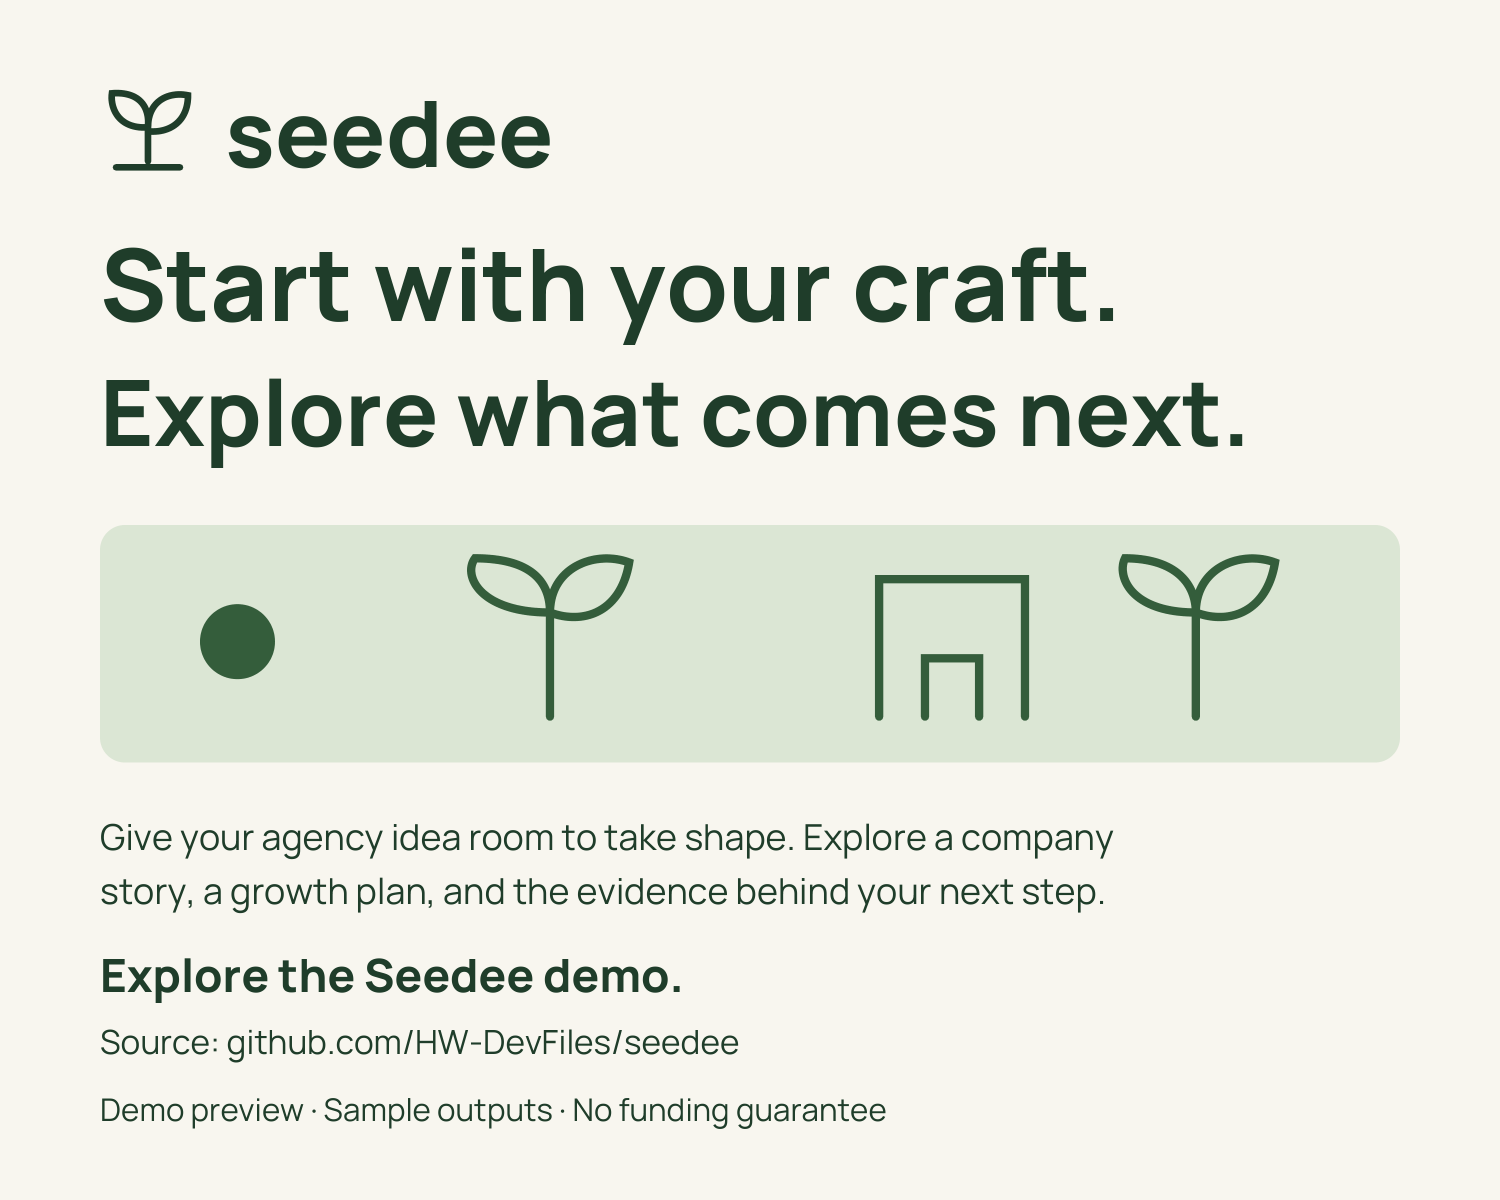 seedee
Start with your craft.
Explore what comes next.
Give your agency idea room to take shape. Explore a company
story, a growth plan, and the evidence behind your next step.
Explore the Seedee demo.
Source: github.com/HW-DevFiles/seedee
Demo preview · Sample outputs · No funding guarantee